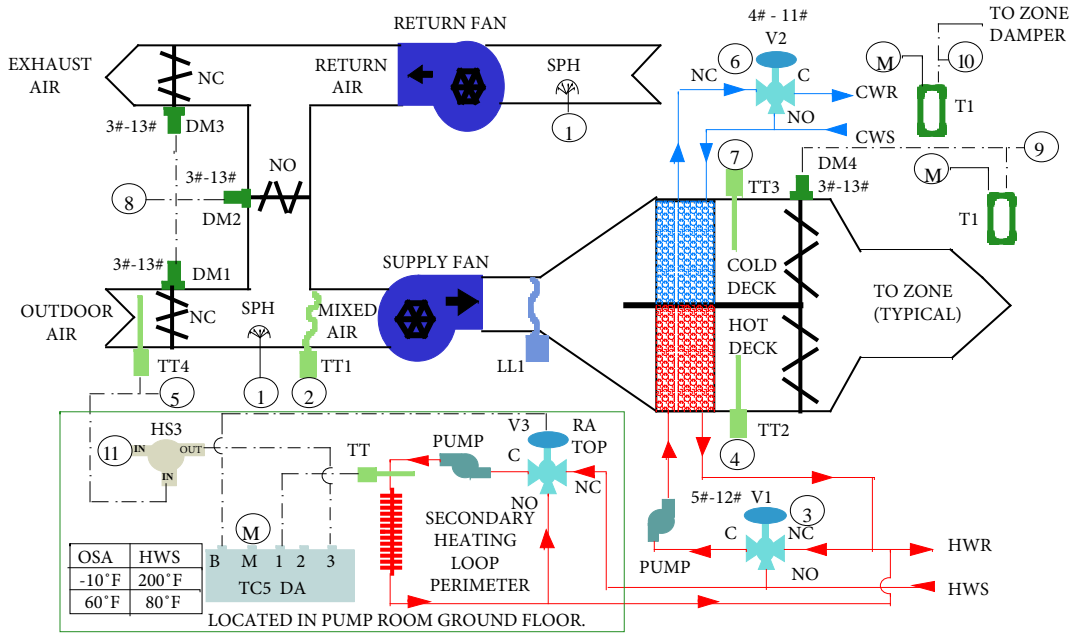 RETURN FAN
4# - 11#
V2
TO ZONE
DAMPER
EXHAUST
AIR
NC
RETURN
AIR
SPH
6
NC
C
M
10
CWR
T1
3#-13#
DM3
1
NO
CWS
9
7
DM4
3#-13#
M
T1
3#-13#
NO
8
DM2
TT3
3#-13#
DM1
SUPPLY FAN
COLD
DECK
OUTDOOR
AIR
NC
SPH
MIXED
AIR
TO ZONE
(TYPICAL)
HOT
DECK
TT4
5
1
TT1
2
LL1
TT2
4
HS3
11
IN
OUT
IN
TT
PUMP
V3
RA
TOP
C
NC
NO
5#-12#
V1
3
C
NC
NO
PUMP
HWR
HWS
SECONDARY
HEATING
LOOP
PERIMETER
M
B M 1 2 3
TC5 DA
OSA HWS
-10˚F 200˚F
60˚F 80˚F
LOCATED IN PUMP ROOM GROUND FLOOR.